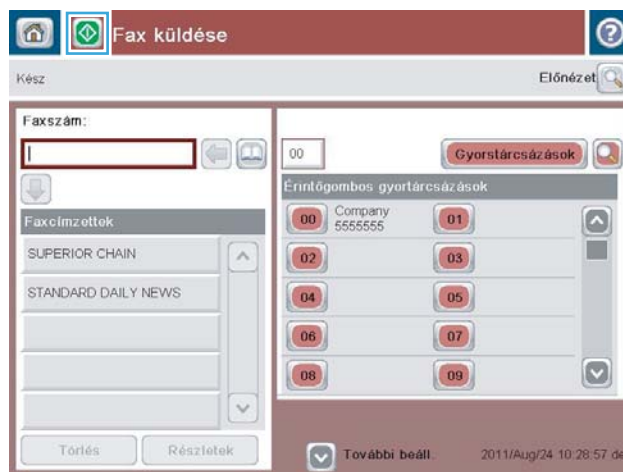 Fax küldése
?
Kész
Előnézet
Faxszám:
00
Gyorstárcsázások
Érintőgombos gyortárcsázások
00 Company 5555555 01
02 03
04 05
06 07
08 09
Faxcímzettek
SUPERIOR CHAIN
STANDARD DAILY NEWS
Törlés Részletek
További beáll.
2011/Aug/24 10:28:57 de